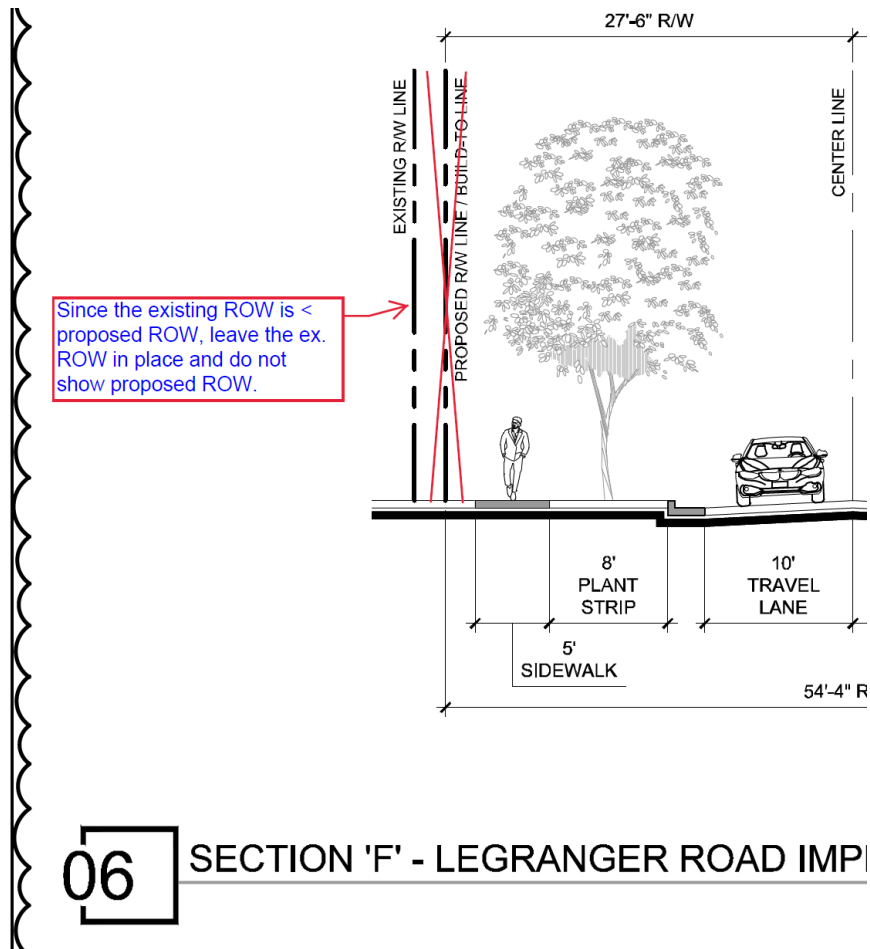 27'-6" R/W
EXISTING R/W LINE
PROPOSED R/W LINE / BUILD-TO LINE
CENTER LINE
Since the existing ROW is <
proposed ROW, leave the ex.
ROW in place and do not
show proposed ROW.
8'
PLANT
STRIP
10'
TRAVEL
LANE
5'
SIDEWALK
54'-4" R
06
SECTION 'F' - LEGRANGER ROAD IMP